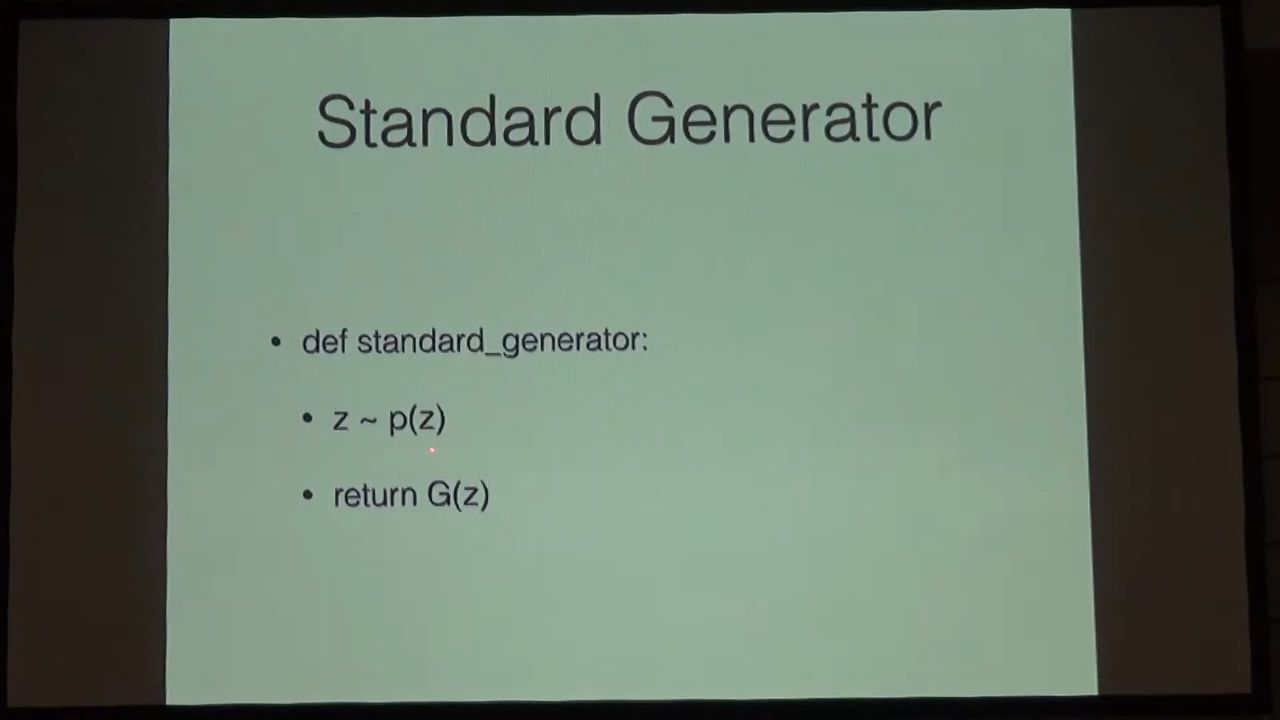 Standard Generator
• def standard_generator:
• z ~ p(z)
• return G(z)